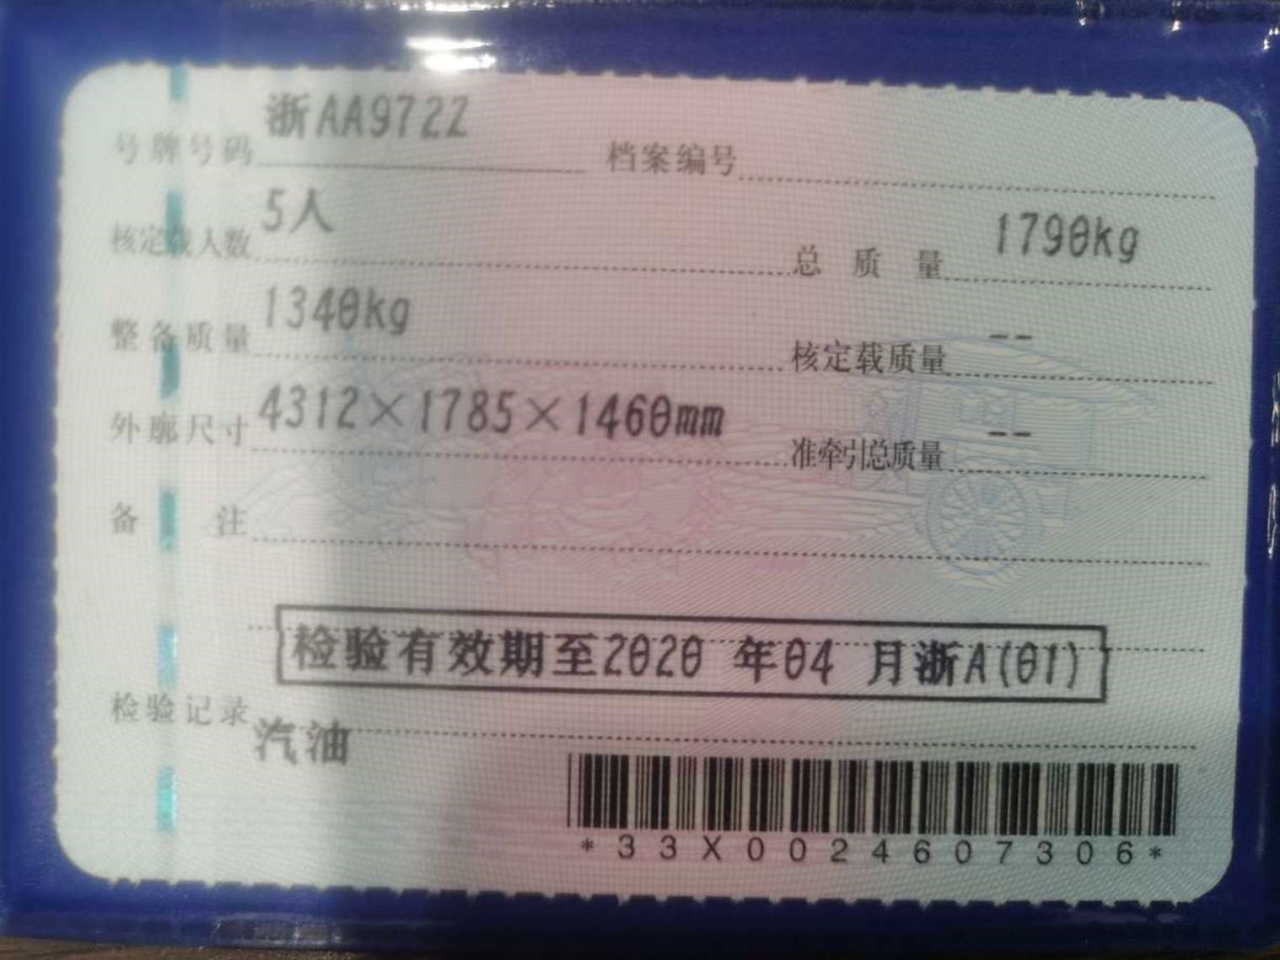 号牌号码 浙AA972Z 档案编号
核定载人数 5人 总质量 1790kg
整备质量 1340kg 核定载质量 --
外廓尺寸 4312×1785×1460mm 准牵引总质量 --
备注
检验有效期至2020 年04 月浙A(01)
检验记录
汽油
*33X0024607306*